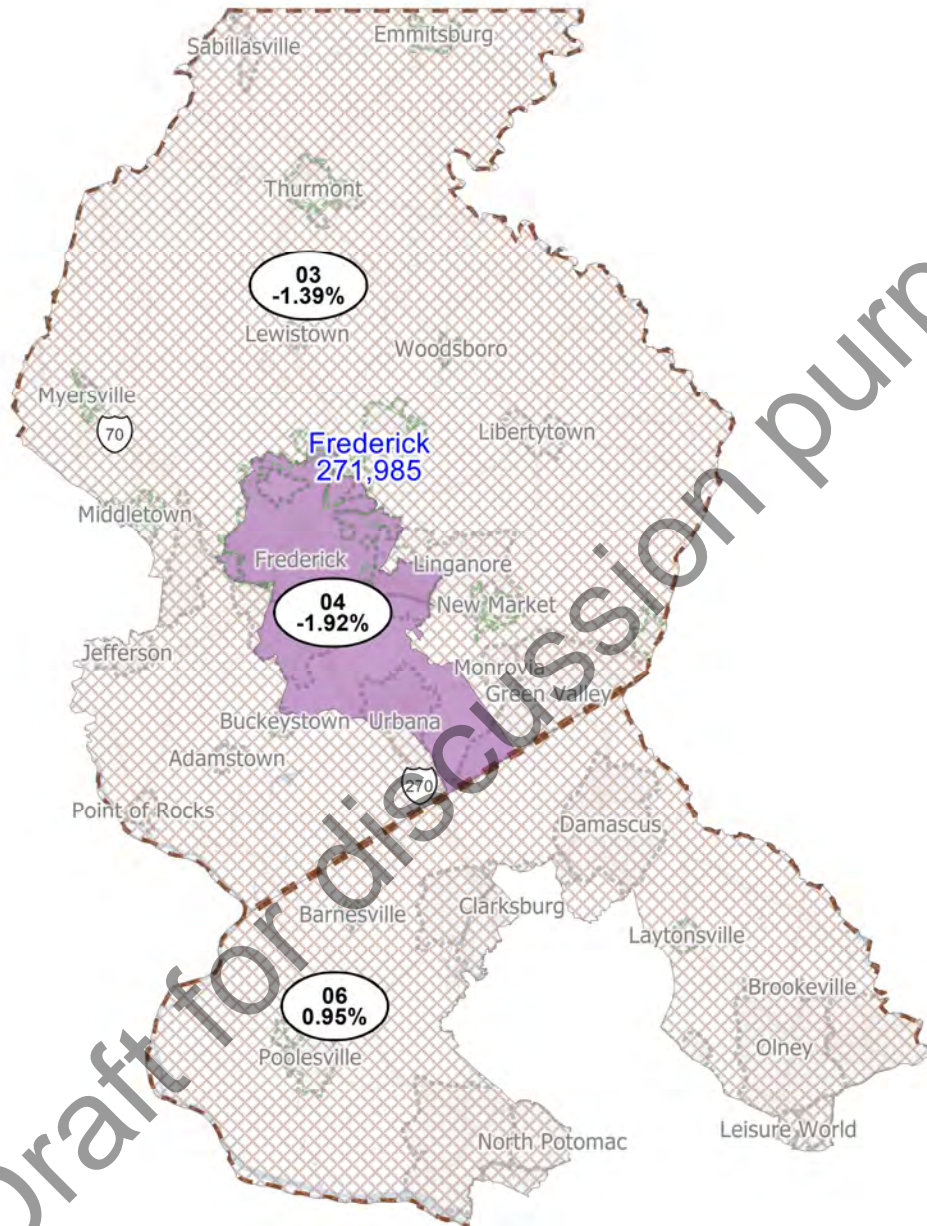 Sabillasville
Emmitsburg
Thurmont
03
-1.39%
Lewistown
Woodsboro
Myersville
70
Libertytown
Frederick
271,985
Middletown
Frederick
Linganore
04
-1.92%
New Market
Jefferson
Monrovia
Green Valley
Buckeystown
Urbana
Adamstown
270
Point of Rocks
Damascus
Barnesville
Clarksburg
Laytonsville
Brookeville
06
0.95%
Olney
Poolesville
North Potomac
Leisure World
Draft for discussion purp